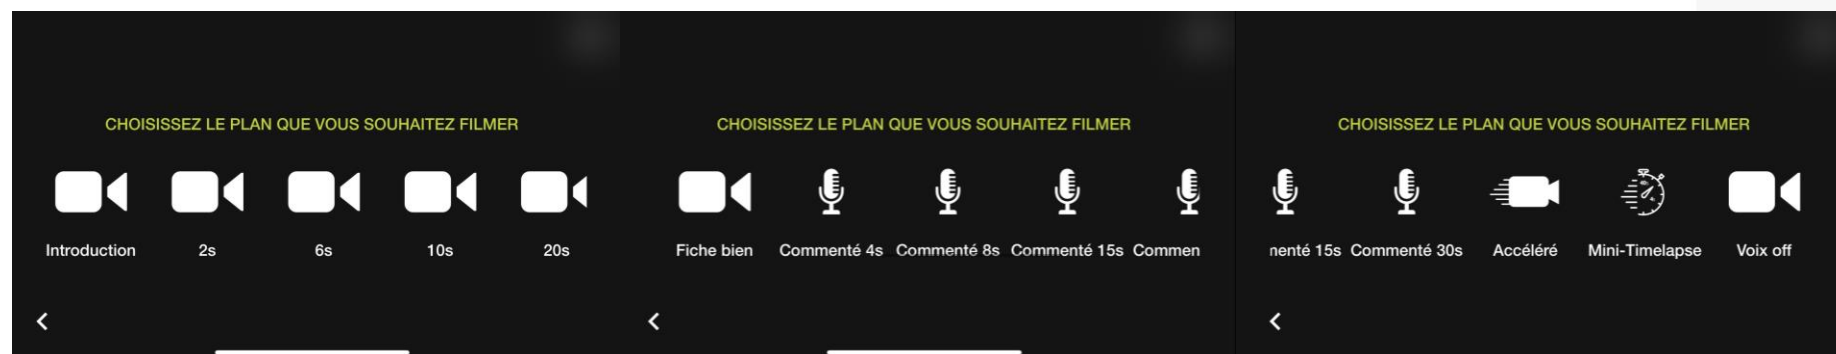 CHOISISSEZ LE PLAN QUE VOUS SOUHAITEZ FILMER
Introduction 2s 6s 10s 20s
CHOISISSEZ LE PLAN QUE VOUS SOUHAITEZ FILMER
Fiche bien Commenté 4s Commenté 8s Commenté 15s Commen
CHOISISSEZ LE PLAN QUE VOUS SOUHAITEZ FILMER
nenté 15s Commenté 30s Accéléré Mini-Timelapse Voix off